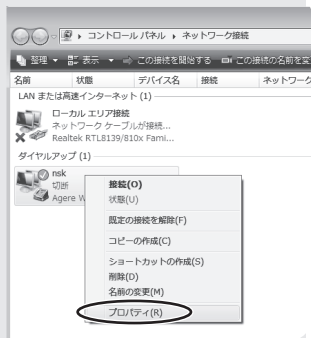 コントロール パネル ▸ ネットワーク接続
整理 表示 この接続を開始する この接続の名前を変
名前 状態 デバイス名 接続 ネットワーク
LAN または高速インターネット (1)
ローカル エリア接続
ネットワーク ケーブルが接続...
Realtek RTL8139/810x Fami...
ダイヤルアップ (1)
nsk
切断
Agere W
接続(O)
状態(U)
既定の接続を解除(F)
コピーの作成(C)
ショートカットの作成(S)
削除(D)
名前の変更(M)
プロパティ(R)